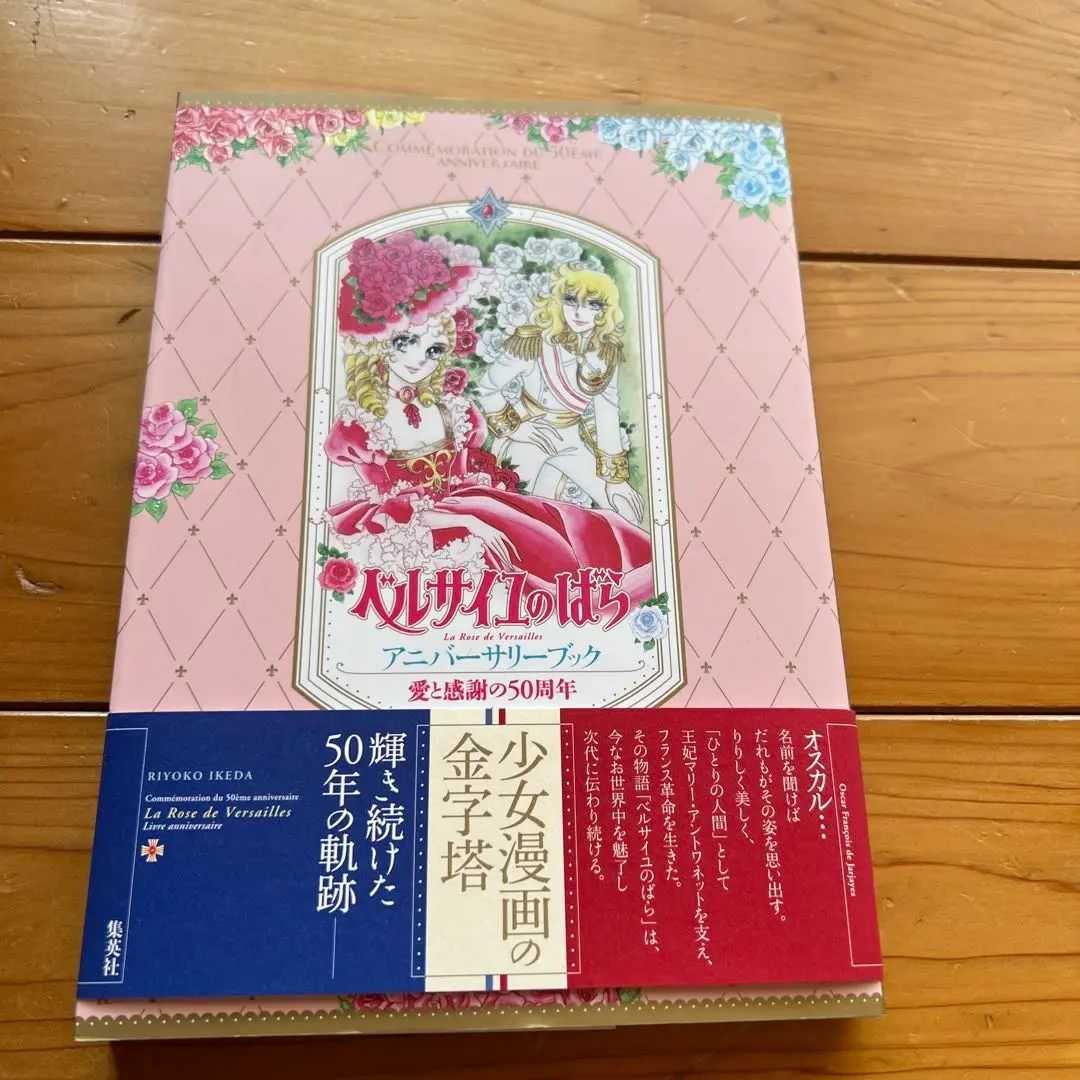 COMMÉMORATION DU 50ÈME
ANNIVERSAIRE
ベルサイユのばら
La Rose de Versailles
アニバーサリーブック
愛と感謝の50周年
オスカル…
Oscar François de Jarjayes
名前を聞けば
だれもがその姿を思い出す。
りりしく美しく、
「ひとりの人間」として
王妃マリー・アントワネットを支え、
フランス革命を生きた。
その物語「ベルサイユのばら」は、
今なお世界中を魅了し
次代に伝わり続ける。
少女漫画の
金字塔
輝き続けた
50年の軌跡
RIYOKO IKEDA
Commémoration du 50ème anniversaire
La Rose de Versailles
Livre anniversaire
集英社